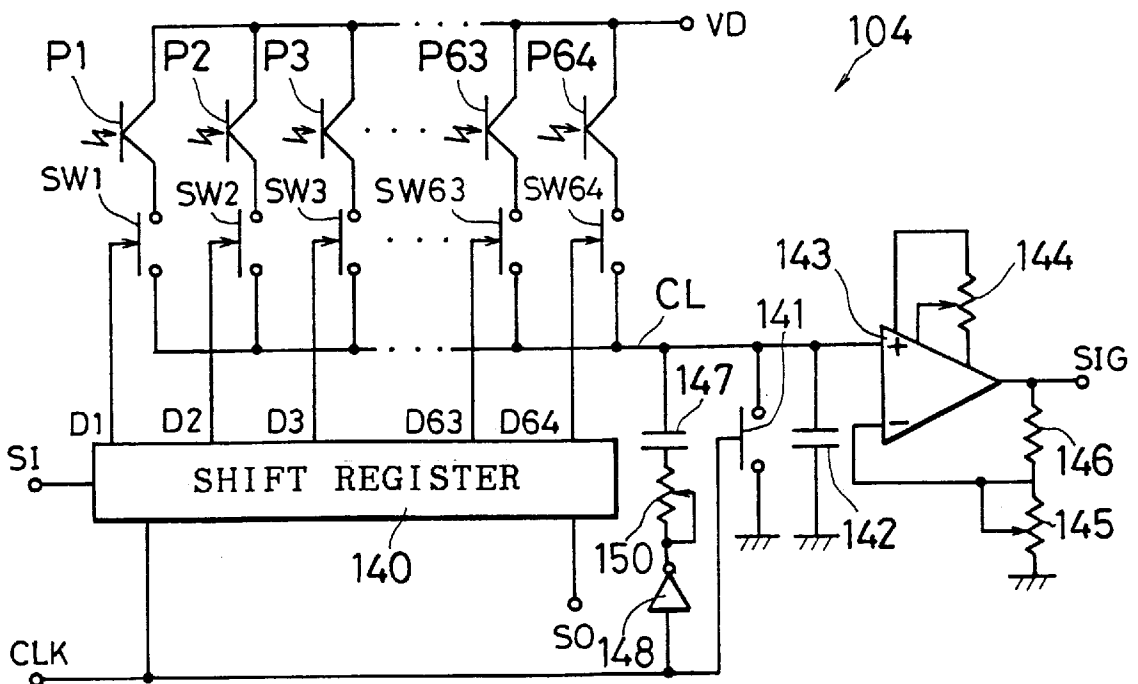 VD
104
P1 P2 P3 · · · P63 P64
SW1 SW2 SW3 · · · SW63 SW64
143
144
CL
141
+
SIG
147
D1 D2 D3 D63 D64
−
SI
SHIFT REGISTER
146
142
145
140
150
SO
148
CLK